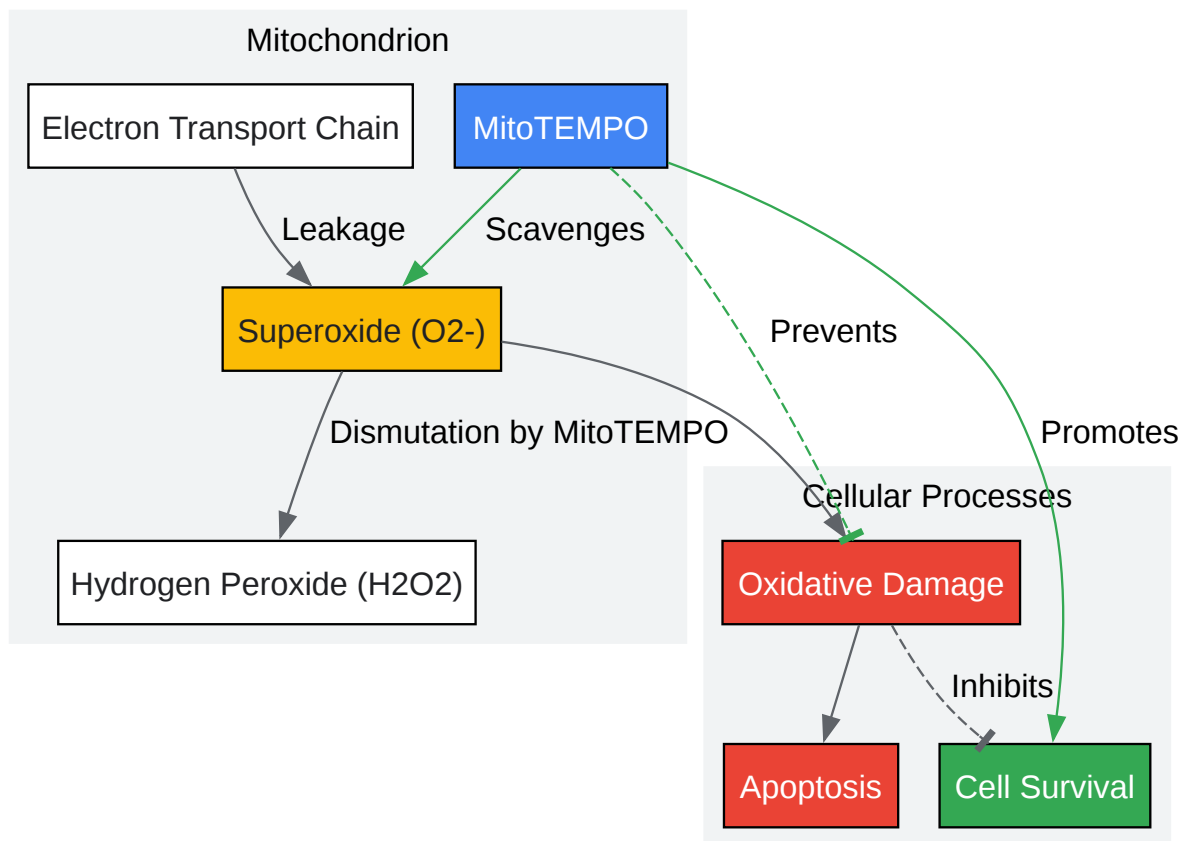 Mitochondrion
Electron Transport Chain
MitoTEMPO
Leakage
Scavenges
Superoxide (O2-)
Prevents
Dismutation by MitoTEMPO
Promotes
Cellular Processes
Hydrogen Peroxide (H2O2)
Oxidative Damage
Inhibits
Apoptosis
Cell Survival